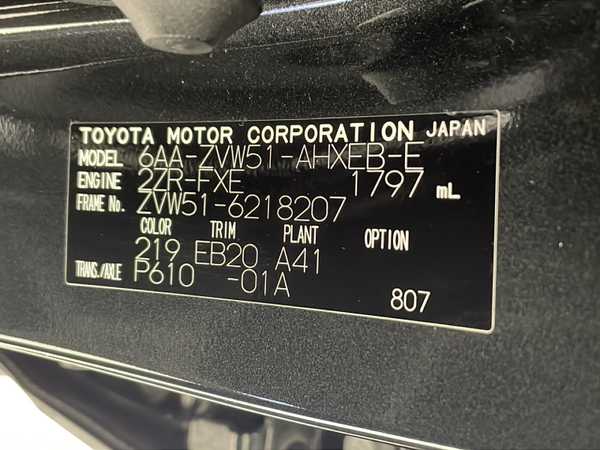 TOYOTA MOTOR CORPORATION JAPAN
MODEL 6AA-ZVW51-AHXEB-E
ENGINE 2ZR-FXE 1797 mL
FRAME No. ZVW51-6218207
COLOR TRIM PLANT OPTION
219 EB20 A41
TRANS./AXLE P610 -01A
807